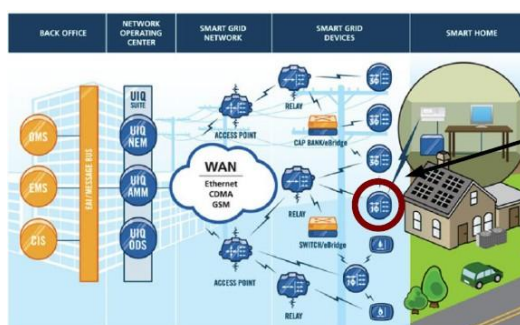 BACK OFFICE
NETWORK
OPERATING
CENTER
SMART GRID
NETWORK
SMART GRID
DEVICES
SMART HOME
UIQ
SUITE
OMS
UIQ
NEM
EMS
UIQ
AMM
CIS
UIQ
ODS
EAI/MESSAGE BUS
ACCESS POINT
WAN
Ethernet
CDMA
GSM
ACCESS POINT
RELAY
CAP BANK/eBridge
RELAY
SWITCH/eBridge
RELAY